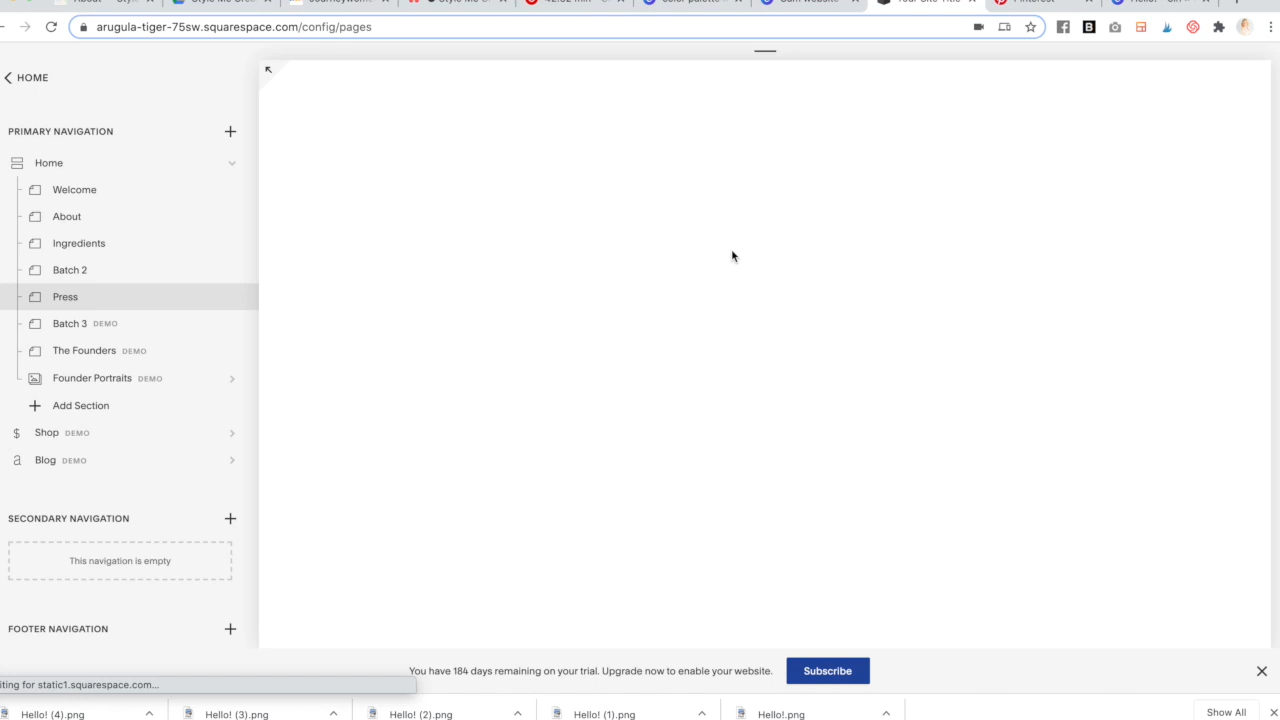 arugula-tiger-75sw.squarespace.com/config/pages
HOME
PRIMARY NAVIGATION
Home
Welcome
About
Ingredients
Batch 2
Press
Batch 3 DEMO
The Founders DEMO
Founder Portraits DEMO
Add Section
$ Shop DEMO
a Blog DEMO
SECONDARY NAVIGATION
This navigation is empty
FOOTER NAVIGATION
You have 184 days remaining on your trial. Upgrade now to enable your website. Subscribe
iting for static1.squarespace.com...
Hello! (4).png Hello! (3).png Hello! (2).png Hello! (1).png Hello!.png Show All